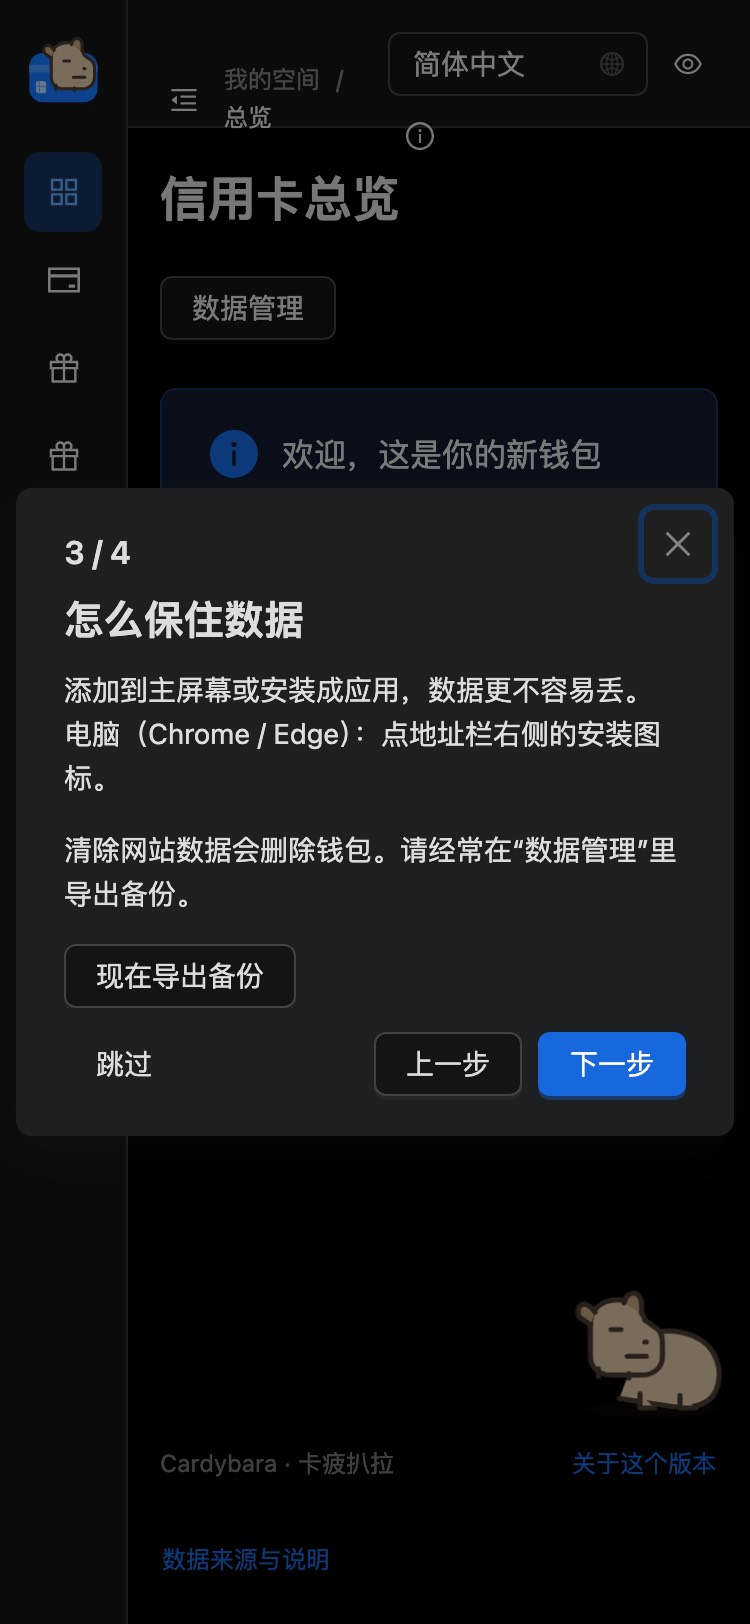 我的空间 /
总览
简体中文
信用卡总览
数据管理
欢迎，这是你的新钱包
3 / 4
怎么保住数据
添加到主屏幕或安装成应用，数据更不容易丢。
电脑（Chrome / Edge）：点地址栏右侧的安装图
标。
清除网站数据会删除钱包。请经常在“数据管理”里
导出备份。
现在导出备份
跳过
上一步
下一步
Cardybara · 卡疲扒拉
关于这个版本
数据来源与说明